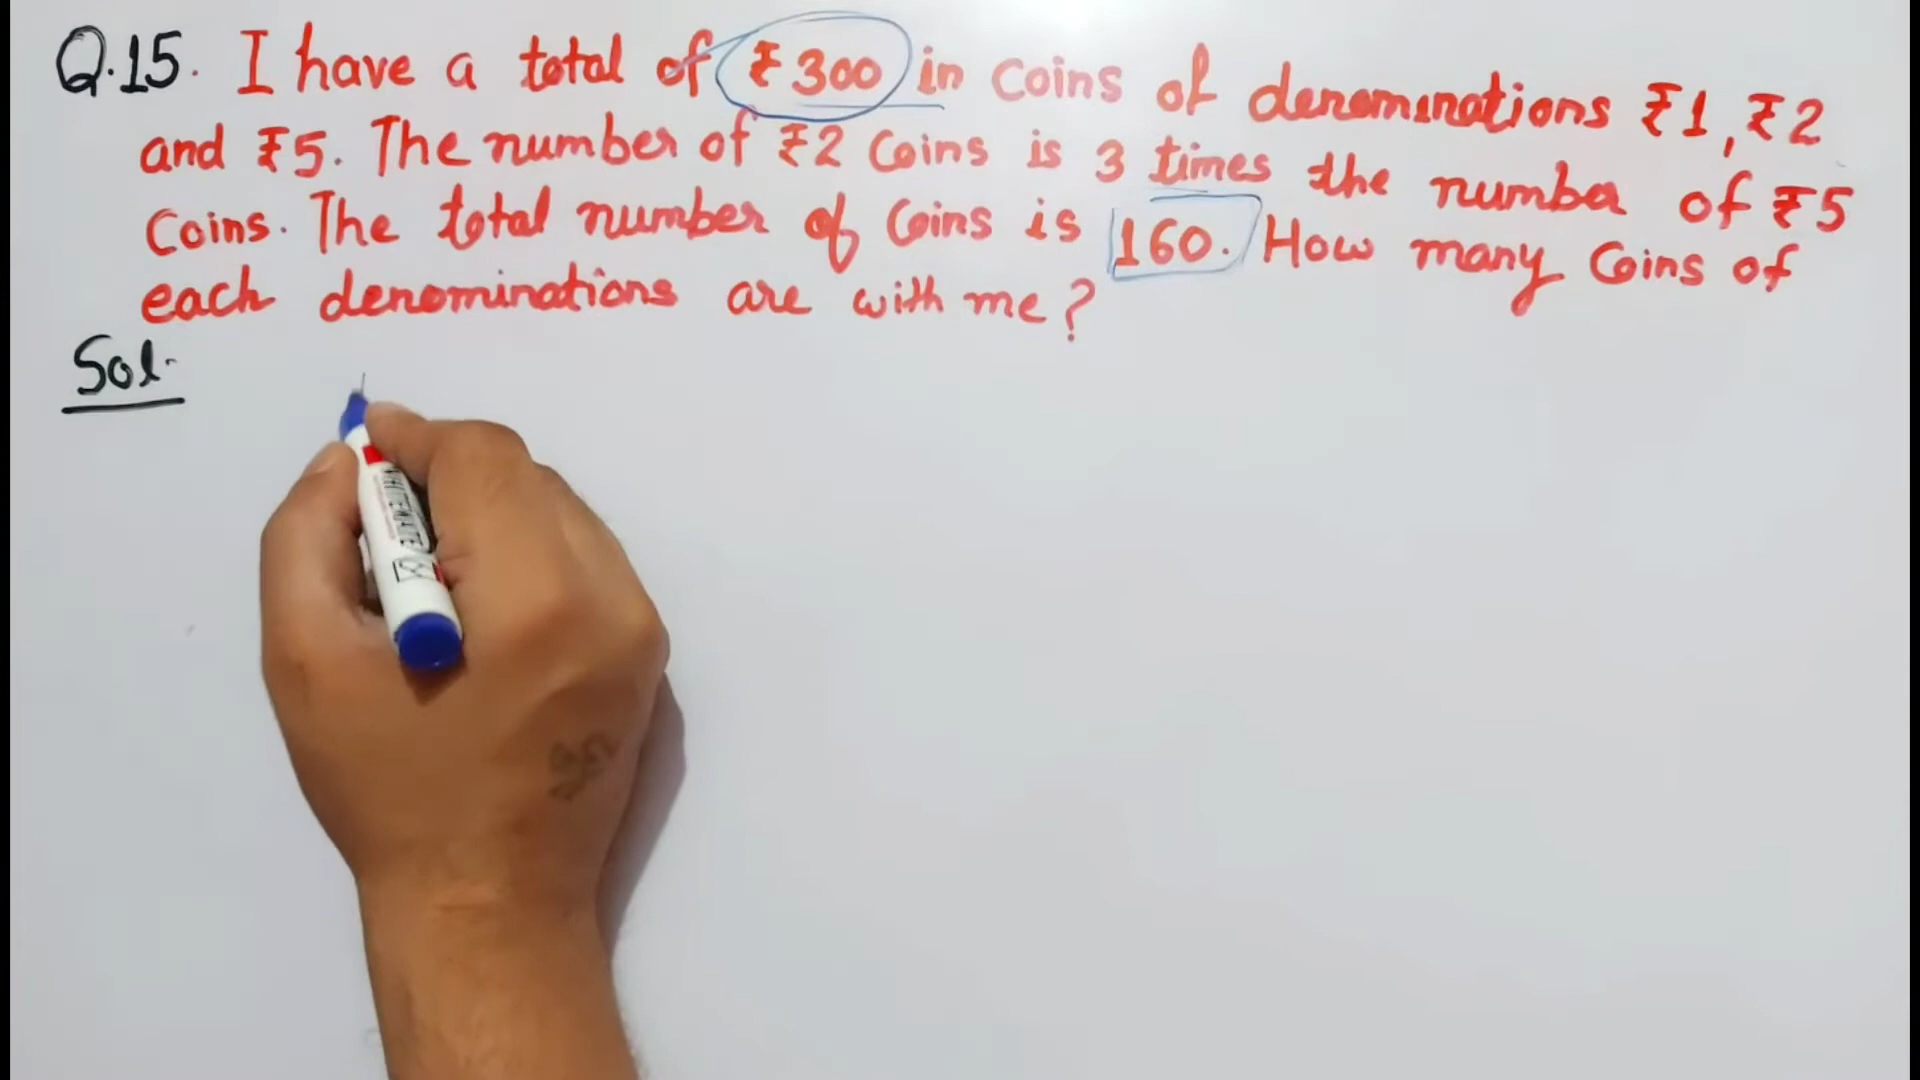 Q.15. I have a total of ₹300 in coins of denominations ₹1, ₹2
and ₹5. The number of ₹2 Coins is 3 times the number of ₹5
Coins. The total number of Coins is 160. How many Coins of
each denominations are with me?
Sol.